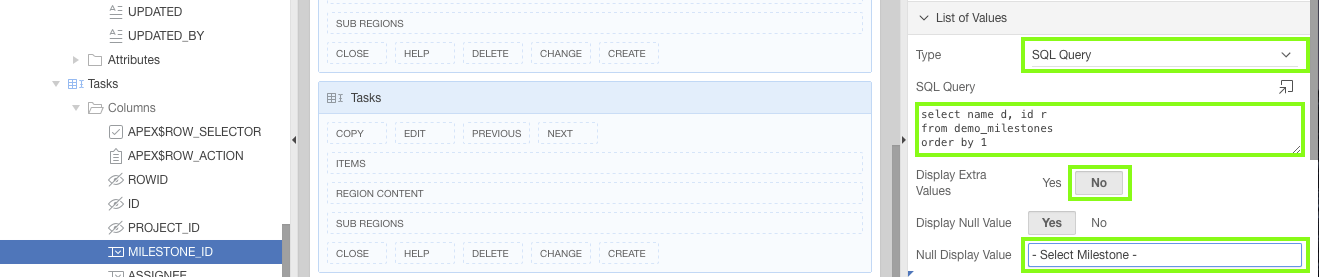 UPDATED
UPDATED_BY
Attributes
Tasks
Columns
APEX$ROW_SELECTOR
APEX$ROW_ACTION
ROWID
ID
PROJECT_ID
MILESTONE_ID
ASSIGNEE
SUB REGIONS
CLOSE HELP DELETE CHANGE CREATE
Tasks
COPY EDIT PREVIOUS NEXT
ITEMS
REGION CONTENT
SUB REGIONS
CLOSE HELP DELETE CHANGE CREATE
List of Values
Type SQL Query
SQL Query
select name d, id r
from demo_milestones
order by 1
Display Extra
Values Yes No
Display Null Value Yes No
Null Display Value - Select Milestone -